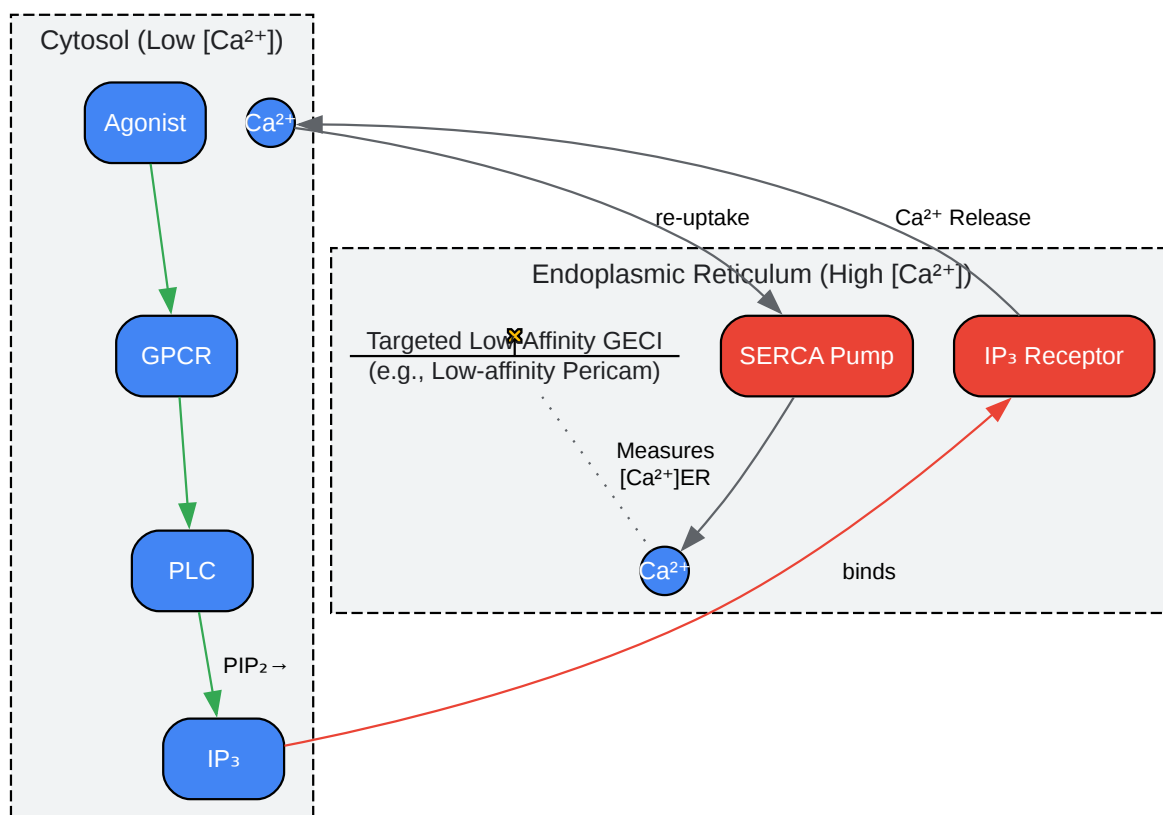 Cytosol (Low [Ca²⁺])
Agonist
Ca²⁺
re-uptake
Ca²⁺ Release
Endoplasmic Reticulum (High [Ca²⁺])
Targeted Low-Affinity GECI
(e.g., Low-affinity Pericam)
GPCR
SERCA Pump
IP₃ Receptor
Measures
[Ca²⁺]ER
PLC
Ca²⁺
binds
PIP₂→
IP₃